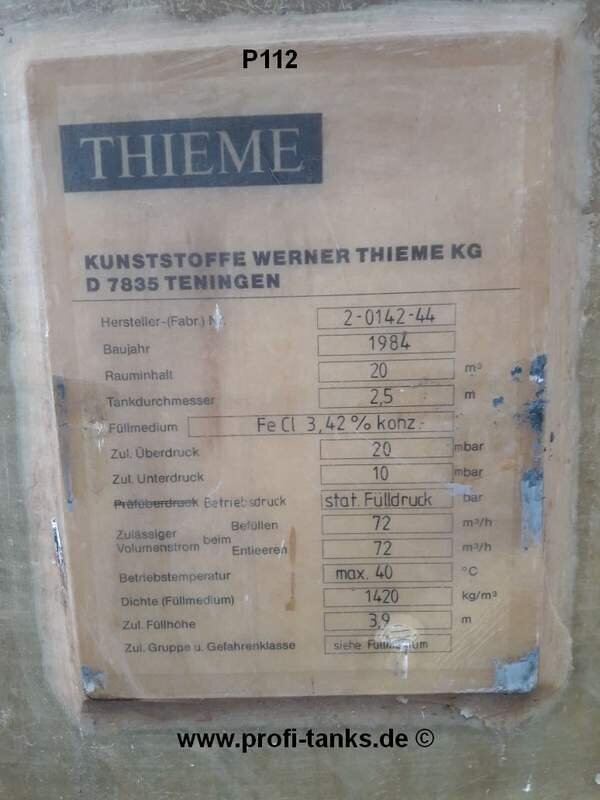 P112
THIEME
KUNSTSTOFFE WERNER THIEME KG
D 7835 TENINGEN
Hersteller-(Fabr.) Nr. 2-0142-44
Baujahr 1984
Rauminhalt 20 m³
Tankdurchmesser 2,5 m
Füllmedium FeCl 3,42% konz.
Zul. Überdruck 20 mbar
Zul. Unterdruck 10 mbar
Prüfüberdruck Betriebsdruck stat. Fülldruck bar
Zulässiger Volumenstrom beim Befüllen 72 m³/h
Entleeren 72 m³/h
Betriebstemperatur max. 40 °C
Dichte (Füllmedium) 1420 kg/m³
Zul. Füllhöhe 3,9 m
Zul. Gruppe u. Gefahrenklasse siehe Füllmedium
www.profi-tanks.de ©